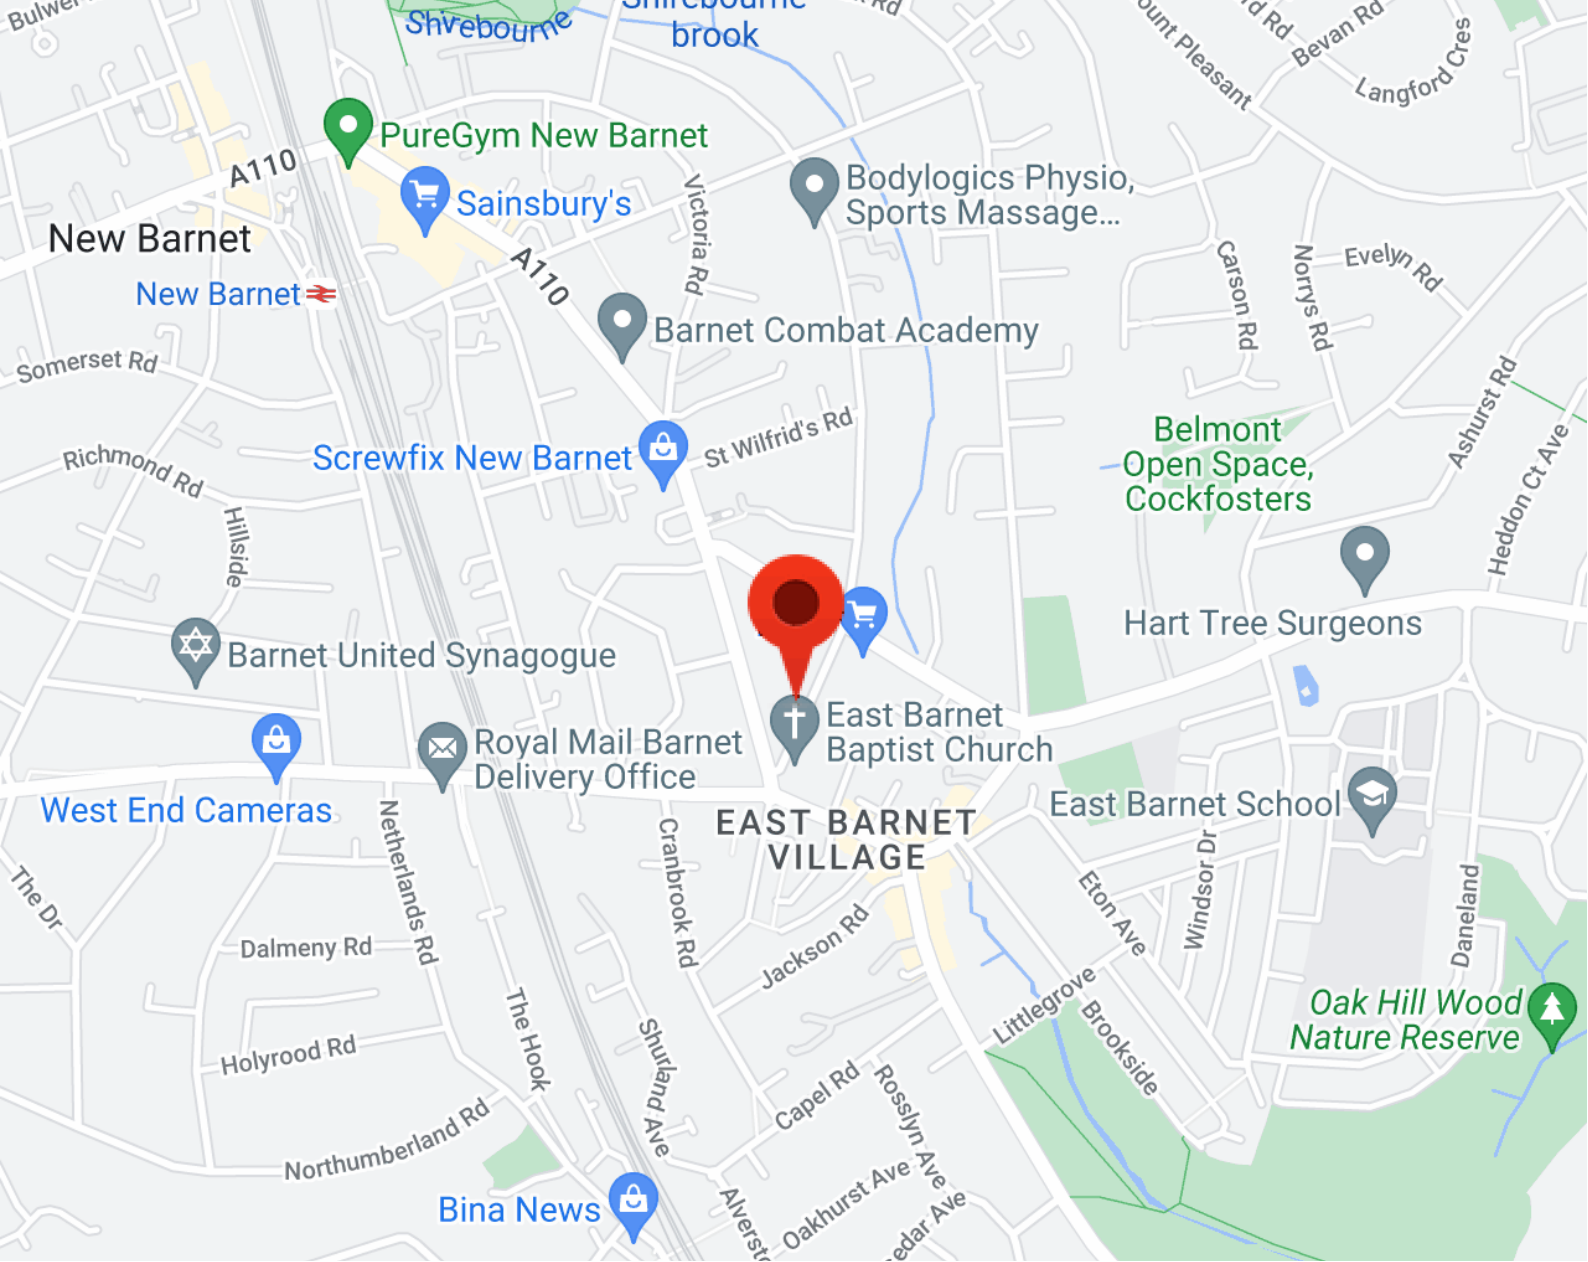 Bulwer
Shirebourne
Shirebourne
brook
Rd
ount Pleasant
rd Rd
Bevan Rd
Langford Cres
PureGym New Barnet
A110
Sainsbury's
New Barnet
New Barnet
A110
Victoria Rd
Bodylogics Physio,
Sports Massage...
Carson Rd
Norrys Rd
Evelyn Rd
Barnet Combat Academy
Somerset Rd
Ashurst Rd
Heddon Ct Ave
Richmond Rd
Screwfix New Barnet
St Wilfrid's Rd
Belmont
Open Space,
Cockfosters
Hillside
Hart Tree Surgeons
Barnet United Synagogue
East Barnet
Baptist Church
Royal Mail Barnet
Delivery Office
West End Cameras
EAST BARNET
VILLAGE
East Barnet School
The Dr
Netherlands Rd
Cranbrook Rd
Windsor Dr
Eton Ave
Daneland
Dalmeny Rd
Jackson Rd
The Hook
Littlegrove
Brookside
Oak Hill Wood
Nature Reserve
Holyrood Rd
Shurland Ave
Capel Rd
Rosslyn Ave
Northumberland Rd
Bina News
Alversto
Oakhurst Ave
edar Ave